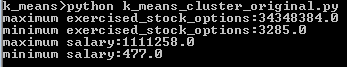 k_means>python k_means_cluster_original.py
maximum exercised_stock_options:34348384.0
minimum exercised_stock_options:3285.0
maximum salary:1111258.0
minimum salary:477.0